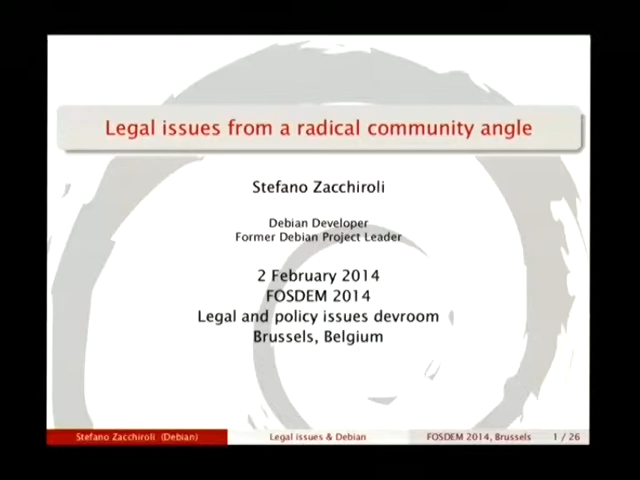 Legal issues from a radical community angle
Stefano Zacchiroli
Debian Developer
Former Debian Project Leader
2 February 2014
FOSDEM 2014
Legal and policy issues devroom
Brussels, Belgium
Stefano Zacchiroli (Debian) Legal issues & Debian FOSDEM 2014, Brussels 1 / 26